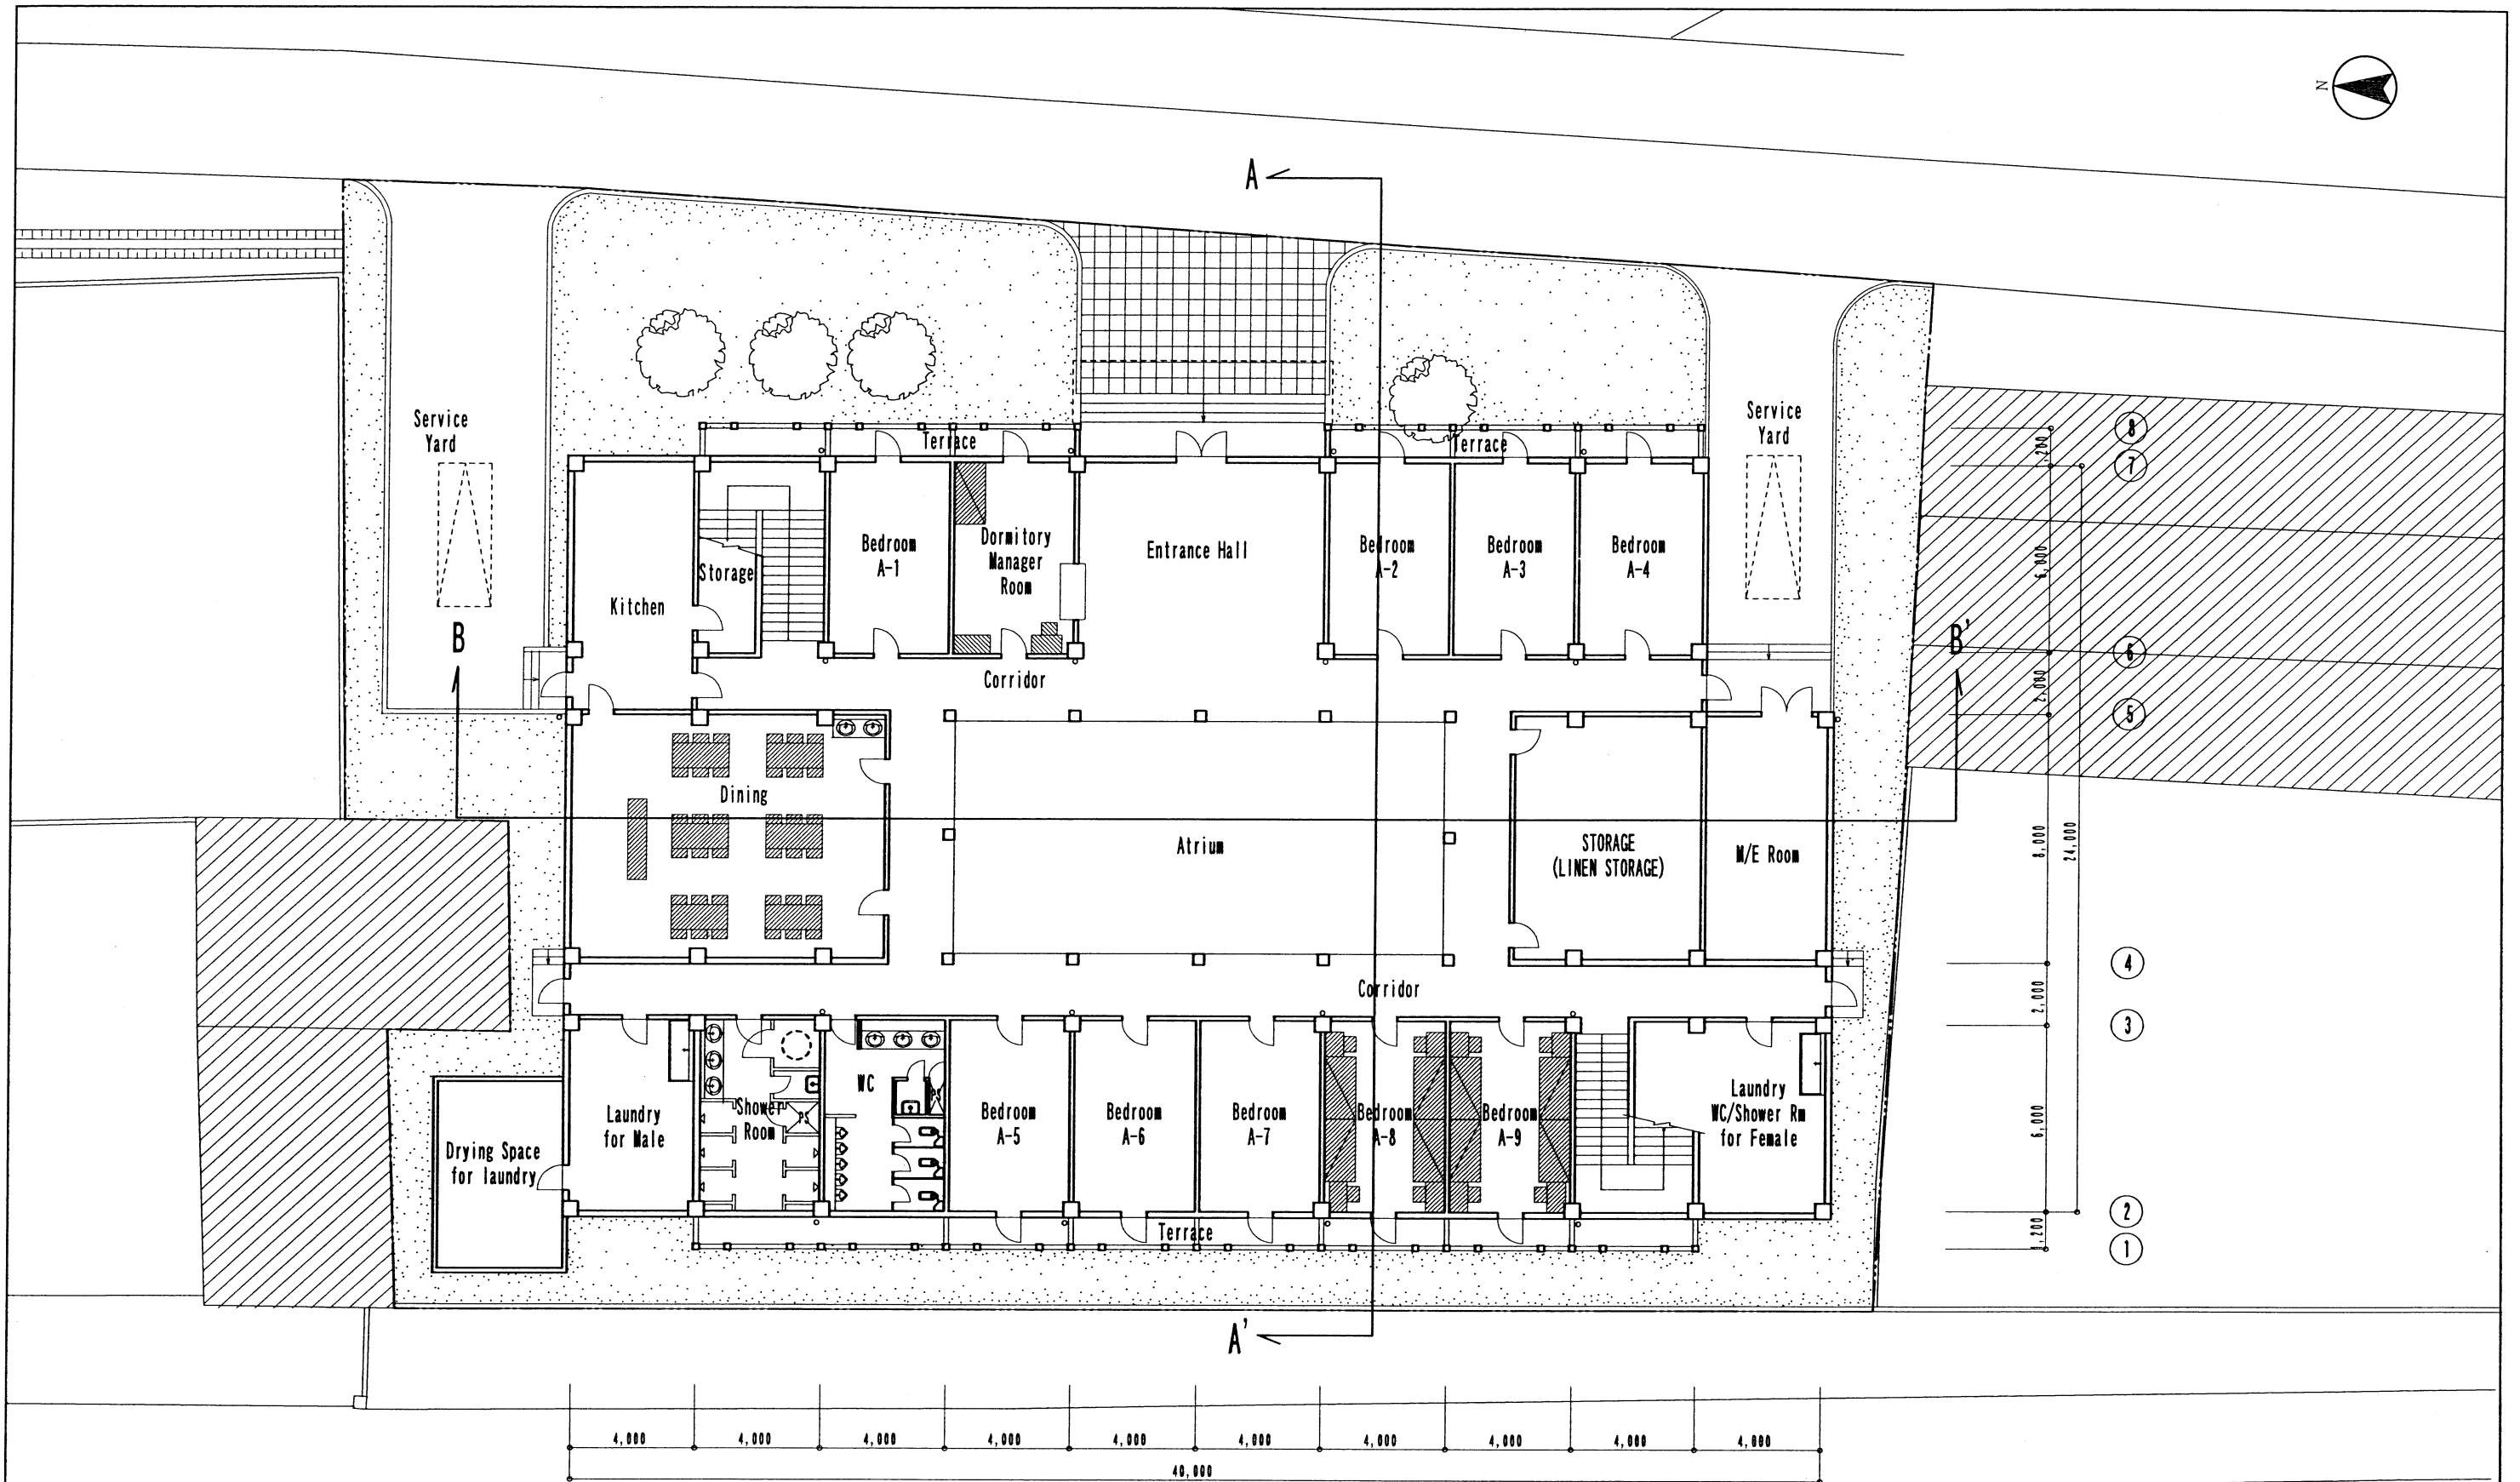 N
A
Service
Yard
Service
Yard
Terrace
Terrace
8
1,200
7
Bedroom
A-1
Dormitory
Manager
Room
Entrance Hall
Bedroom
A-2
Bedroom
A-3
Bedroom
A-4
Storage
Kitchen
6,000
B
B'
6
Corridor
2,000
5
Dining
Atrium
STORAGE
(LINEN STORAGE)
M/E Room
8,000
24,000
4
Corridor
2,000
3
WC
PS
Laundry
for Male
Shower
Room
PS
Bedroom
A-5
Bedroom
A-6
Bedroom
A-7
Bedroom
A-8
Bedroom
A-9
Laundry
WC/Shower Rm
for Female
6,000
Drying Space
for laundry
2
Terrace
1,200
1
A'
4,000
4,000
4,000
4,000
4,000
4,000
4,000
4,000
4,000
4,000
40,000